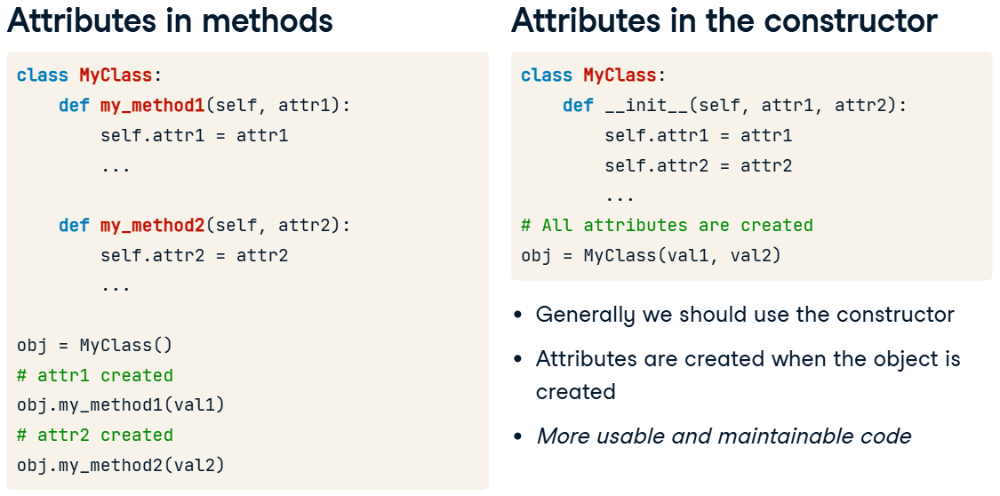 Attributes in methods
class MyClass:
    def my_method1(self, attr1):
        self.attr1 = attr1
        ...

    def my_method2(self, attr2):
        self.attr2 = attr2
        ...

obj = MyClass()
# attr1 created
obj.my_method1(val1)
# attr2 created
obj.my_method2(val2)
Attributes in the constructor
class MyClass:
    def __init__(self, attr1, attr2):
        self.attr1 = attr1
        self.attr2 = attr2
        ...
# All attributes are created
obj = MyClass(val1, val2)
• Generally we should use the constructor
• Attributes are created when the object is
created
• More usable and maintainable code